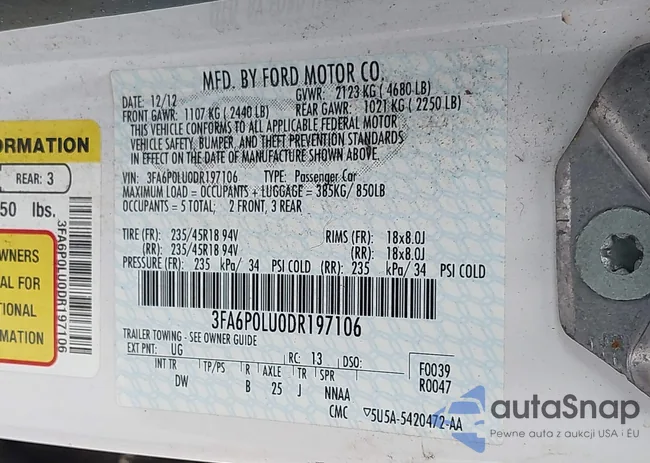 MFD. BY FORD MOTOR CO.
DATE: 12/12 GVWR: 2123 KG ( 4680 LB)
FRONT GAWR: 1107 KG ( 2440 LB) REAR GAWR: 1021 KG ( 2250 LB)
THIS VEHICLE CONFORMS TO ALL APPLICABLE FEDERAL MOTOR
VEHICLE SAFETY, BUMPER, AND THEFT PREVENTION STANDARDS
IN EFFECT ON THE DATE OF MANUFACTURE SHOWN ABOVE.
VIN: 3FA6P0LU0DR197106 TYPE: Passenger Car
MAXIMUM LOAD = OCCUPANTS + LUGGAGE = 385KG/ 850LB
OCCUPANTS = 5 TOTAL; 2 FRONT, 3 REAR
TIRE (FR): 235/45R18 94V RIMS (FR): 18x8.0J
(RR): 235/45R18 94V (RR): 18x8.0J
PRESSURE (FR): 235 kPa/ 34 PSI COLD (RR): 235 kPa/ 34 PSI COLD
3FA6P0LU0DR197106
TRAILER TOWING - SEE OWNER GUIDE
EXT PNT: UG RC: 13 DSO: F0039
R0047
INT TR TP/PS R AXLE TR SPR
DW B 25 J NNAA
CMC ▽5U5A-5420472-AA
ORMATION
REAR: 3
50 lbs.
WNERS
AL FOR
TIONAL
ATION
3FA6P0LU0DR197106
autaSnap
Pewne auta z aukcji USA i EU